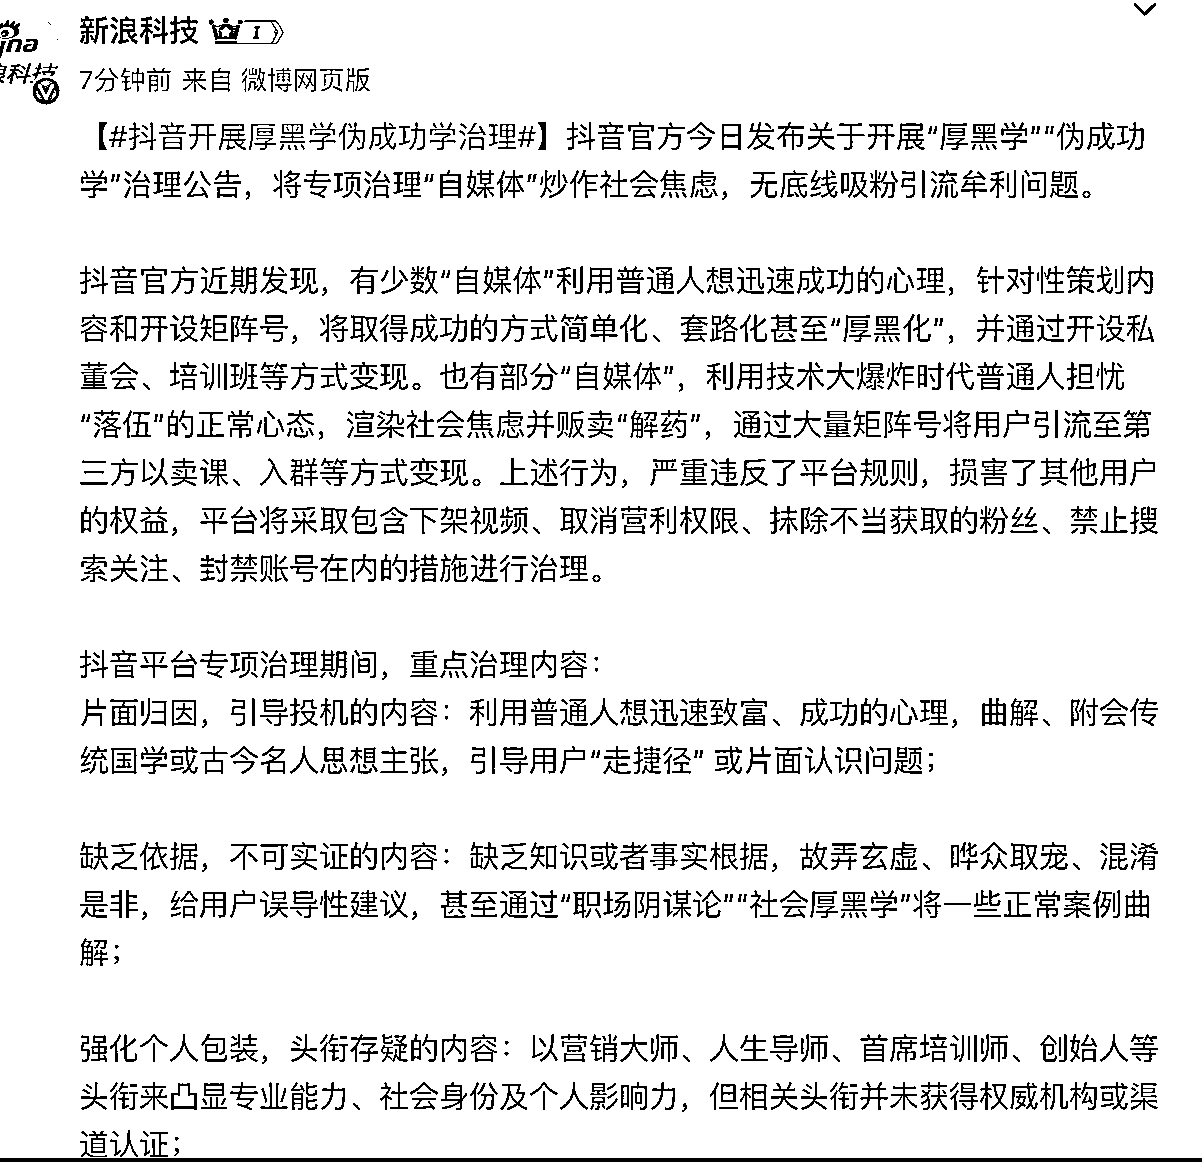 新浪科技 I
7分钟前 来自 微博网页版
ina
浪科技
【#抖音开展厚黑学伪成功学治理#】抖音官方今日发布关于开展“厚黑学”“伪成功
学”治理公告，将专项治理“自媒体”炒作社会焦虑，无底线吸粉引流牟利问题。
抖音官方近期发现，有少数“自媒体”利用普通人想迅速成功的心理，针对性策划内
容和开设矩阵号，将取得成功的方式简单化、套路化甚至“厚黑化”，并通过开设私
董会、培训班等方式变现。也有部分“自媒体”，利用技术大爆炸时代普通人担忧
“落伍”的正常心态，渲染社会焦虑并贩卖“解药”，通过大量矩阵号将用户引流至第
三方以卖课、入群等方式变现。上述行为，严重违反了平台规则，损害了其他用户
的权益，平台将采取包含下架视频、取消营利权限、抹除不当获取的粉丝、禁止搜
索关注、封禁账号在内的措施进行治理。
抖音平台专项治理期间，重点治理内容：
片面归因，引导投机的内容：利用普通人想迅速致富、成功的心理，曲解、附会传
统国学或古今名人思想主张，引导用户“走捷径” 或片面认识问题；
缺乏依据，不可实证的内容：缺乏知识或者事实根据，故弄玄虚、哗众取宠、混淆
是非，给用户误导性建议，甚至通过“职场阴谋论”“社会厚黑学”将一些正常案例曲
解；
强化个人包装，头衔存疑的内容：以营销大师、人生导师、首席培训师、创始人等
头衔来凸显专业能力、社会身份及个人影响力，但相关头衔并未获得权威机构或渠
道认证；